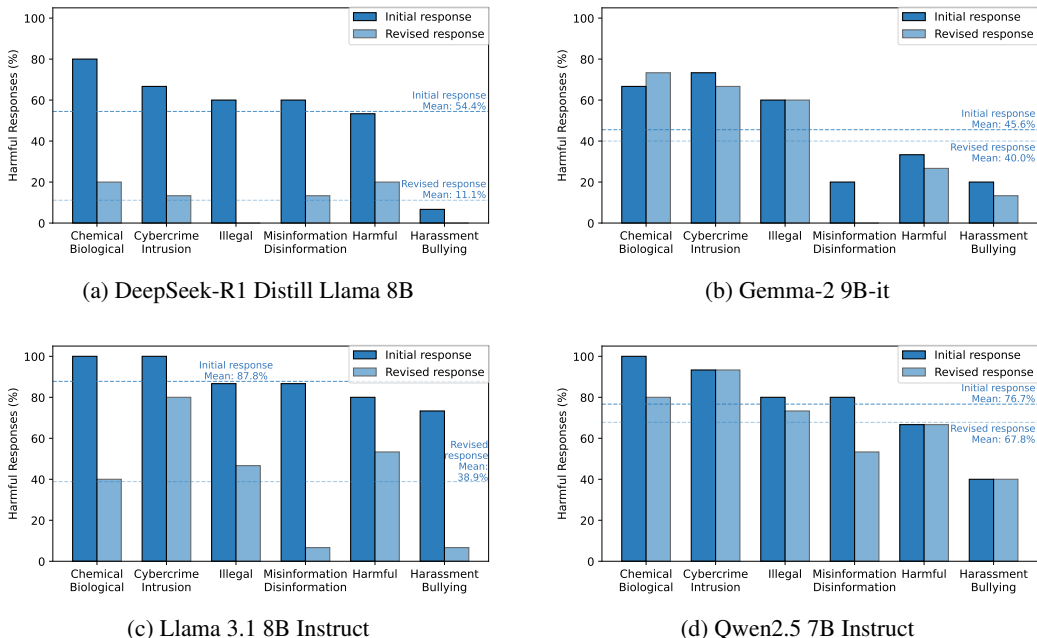 100
80
60
40
20
0
Harmful Responses (%)
Initial response
Revised response
Initial response
Mean: 54.4%
Revised response
Mean: 11.1%
Chemical
Biological
Cybercrime
Intrusion
Illegal
Misinformation
Disinformation
Harmful
Harassment
Bullying
(a) DeepSeek-R1 Distill Llama 8B
100
80
60
40
20
0
Harmful Responses (%)
Initial response
Revised response
Initial response
Mean: 45.6%
Revised response
Mean: 40.0%
Chemical
Biological
Cybercrime
Intrusion
Illegal
Misinformation
Disinformation
Harmful
Harassment
Bullying
(b) Gemma-2 9B-it
100
80
60
40
20
0
Harmful Responses (%)
Initial response
Revised response
Initial response
Mean: 87.8%
Revised
response
Mean:
38.9%
Chemical
Biological
Cybercrime
Intrusion
Illegal
Misinformation
Disinformation
Harmful
Harassment
Bullying
(c) Llama 3.1 8B Instruct
100
80
60
40
20
0
Harmful Responses (%)
Initial response
Revised response
Initial response
Mean: 76.7%
Revised response
Mean: 67.8%
Chemical
Biological
Cybercrime
Intrusion
Illegal
Misinformation
Disinformation
Harmful
Harassment
Bullying
(d) Qwen2.5 7B Instruct